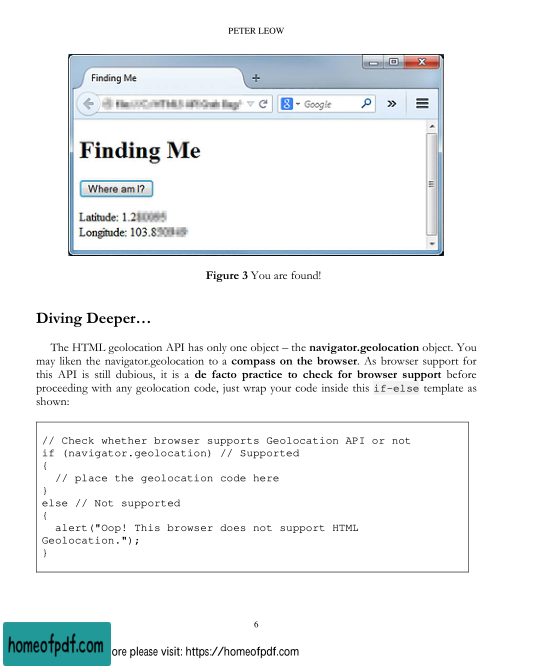 PETER LEOW
Finding Me
Google
Finding Me
Where am I?
Latitude: 1.2
Longitude: 103.8
Figure 3 You are found!
Diving Deeper…
The HTML geolocation API has only one object – the navigator.geolocation object. You
may liken the navigator.geolocation to a compass on the browser. As browser support for
this API is still dubious, it is a de facto practice to check for browser support before
proceeding with any geolocation code, just wrap your code inside this if-else template as
shown:
// Check whether browser supports Geolocation API or not
if (navigator.geolocation) // Supported
{
// place the geolocation code here
}
else // Not supported
{
alert("Oop! This browser does not support HTML
Geolocation.");
}
6
homeofpdf.com
ore please visit: https://homeofpdf.com